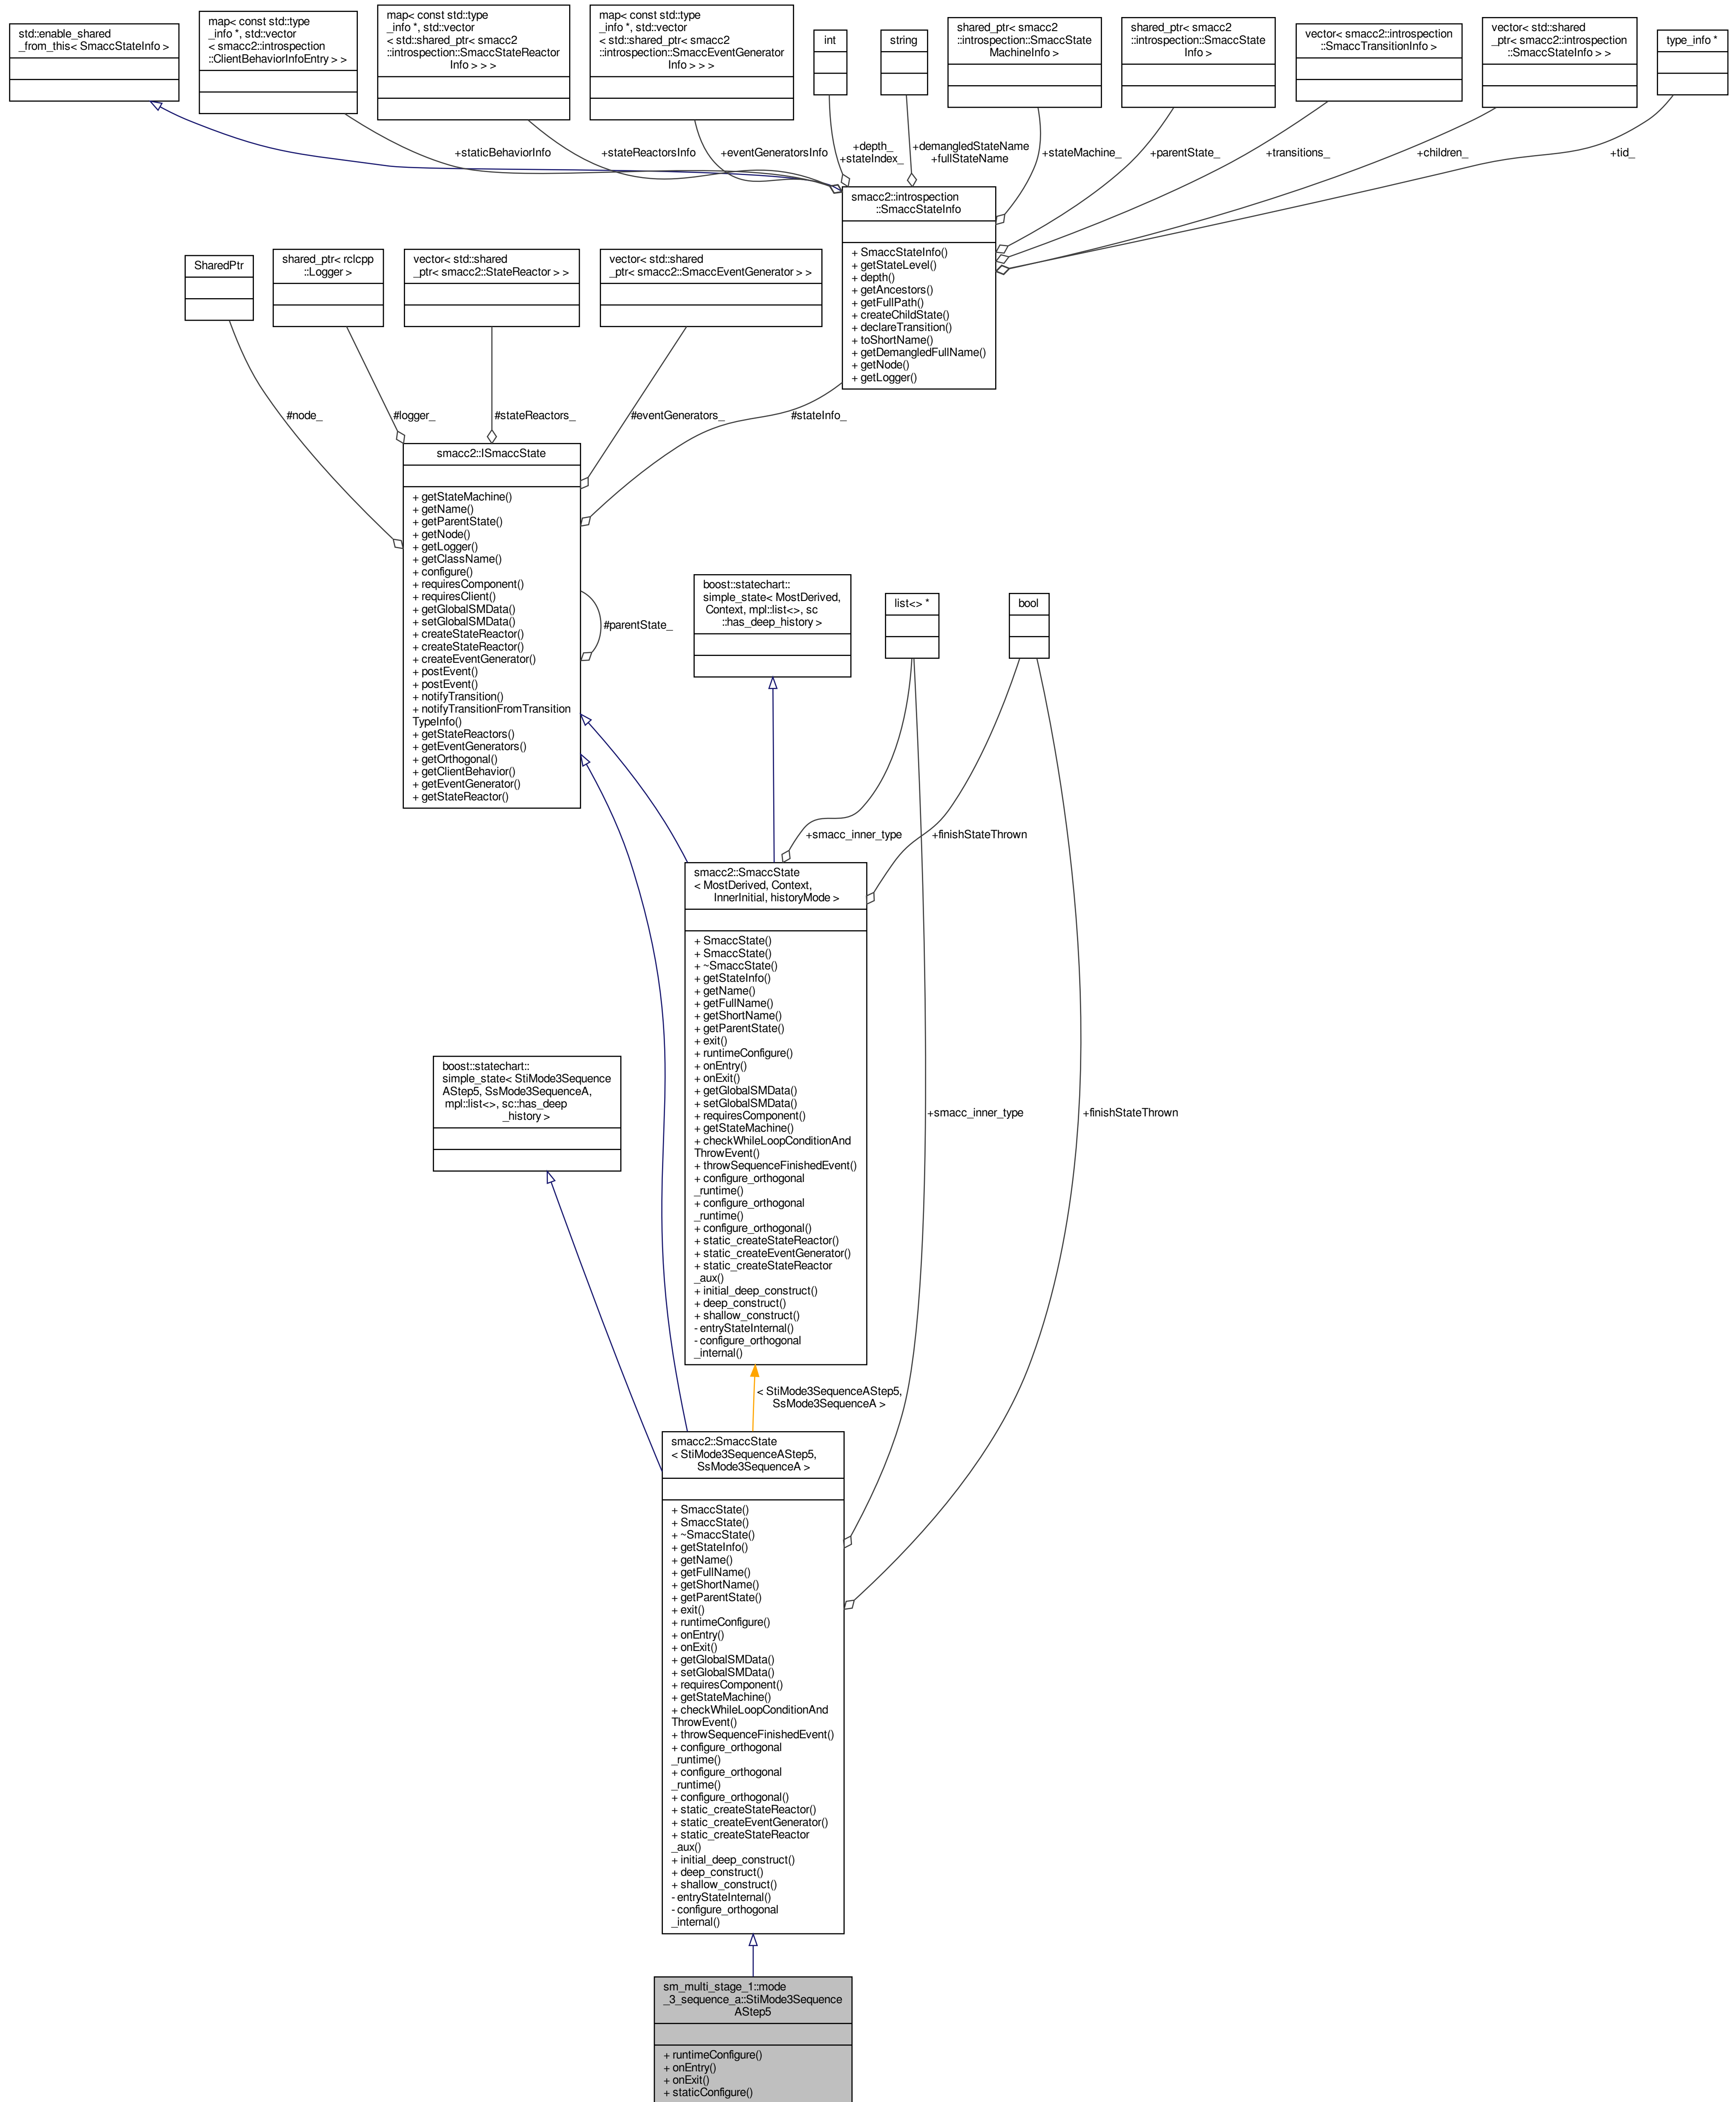 std::enable_shared
_from_this< SmaccStateInfo >
map< const std::type
_info *, std::vector
< smacc2::introspection
::ClientBehaviorInfoEntry > >
map< const std::type
_info *, std::vector
< std::shared_ptr< smacc2
::introspection::SmaccStateReactor
Info > > >
map< const std::type
_info *, std::vector
< std::shared_ptr< smacc2
::introspection::SmaccEventGenerator
Info > > >
int
string
shared_ptr< smacc2
::introspection::SmaccState
MachineInfo >
shared_ptr< smacc2
::introspection::SmaccState
Info >
vector< smacc2::introspection
::SmaccTransitionInfo >
vector< std::shared
_ptr< smacc2::introspection
::SmaccStateInfo > >
type_info *
+staticBehaviorInfo
+stateReactorsInfo
+eventGeneratorsInfo
+depth_
+stateIndex_
+demangledStateName
+fullStateName
+stateMachine_
+parentState_
+transitions_
+children_
+tid_
smacc2::introspection
::SmaccStateInfo
+ SmaccStateInfo()
+ getStateLevel()
+ depth()
+ getAncestors()
+ getFullPath()
+ createChildState()
+ declareTransition()
+ toShortName()
+ getDemangledFullName()
+ getNode()
+ getLogger()
SharedPtr
shared_ptr< rclcpp
::Logger >
vector< std::shared
_ptr< smacc2::StateReactor > >
vector< std::shared
_ptr< smacc2::SmaccEventGenerator > >
#node_
#logger_
#stateReactors_
#eventGenerators_
#stateInfo_
smacc2::ISmaccState
+ getStateMachine()
+ getName()
+ getParentState()
+ getNode()
+ getLogger()
+ getClassName()
+ configure()
+ requiresComponent()
+ requiresClient()
+ getGlobalSMData()
+ setGlobalSMData()
+ createStateReactor()
+ createStateReactor()
+ createEventGenerator()
+ postEvent()
+ postEvent()
+ notifyTransition()
+ notifyTransitionFromTransition
TypeInfo()
+ getStateReactors()
+ getEventGenerators()
+ getOrthogonal()
+ getClientBehavior()
+ getEventGenerator()
+ getStateReactor()
#parentState_
boost::statechart::
simple_state< MostDerived,
Context, mpl::list<>, sc
::has_deep_history >
list<> *
bool
+smacc_inner_type
+finishStateThrown
smacc2::SmaccState
< MostDerived, Context,
InnerInitial, historyMode >
+ SmaccState()
+ SmaccState()
+ ~SmaccState()
+ getStateInfo()
+ getName()
+ getFullName()
+ getShortName()
+ getParentState()
+ exit()
+ runtimeConfigure()
+ onEntry()
+ onExit()
+ getGlobalSMData()
+ setGlobalSMData()
+ requiresComponent()
+ getStateMachine()
+ checkWhileLoopConditionAnd
ThrowEvent()
+ throwSequenceFinishedEvent()
+ configure_orthogonal
_runtime()
+ configure_orthogonal
_runtime()
+ configure_orthogonal()
+ static_createStateReactor()
+ static_createEventGenerator()
+ static_createStateReactor
_aux()
+ initial_deep_construct()
+ deep_construct()
+ shallow_construct()
- entryStateInternal()
- configure_orthogonal
_internal()
boost::statechart::
simple_state< StiMode3Sequence
AStep5, SsMode3SequenceA,
mpl::list<>, sc::has_deep
_history >
+smacc_inner_type
+finishStateThrown
< StiMode3SequenceAStep5,
SsMode3SequenceA >
smacc2::SmaccState
< StiMode3SequenceAStep5,
SsMode3SequenceA >
+ SmaccState()
+ SmaccState()
+ ~SmaccState()
+ getStateInfo()
+ getName()
+ getFullName()
+ getShortName()
+ getParentState()
+ exit()
+ runtimeConfigure()
+ onEntry()
+ onExit()
+ getGlobalSMData()
+ setGlobalSMData()
+ requiresComponent()
+ getStateMachine()
+ checkWhileLoopConditionAnd
ThrowEvent()
+ throwSequenceFinishedEvent()
+ configure_orthogonal
_runtime()
+ configure_orthogonal
_runtime()
+ configure_orthogonal()
+ static_createStateReactor()
+ static_createEventGenerator()
+ static_createStateReactor
_aux()
+ initial_deep_construct()
+ deep_construct()
+ shallow_construct()
- entryStateInternal()
- configure_orthogonal
_internal()
sm_multi_stage_1::mode
_3_sequence_a::StiMode3Sequence
AStep5
+ runtimeConfigure()
+ onEntry()
+ onExit()
+ staticConfigure()